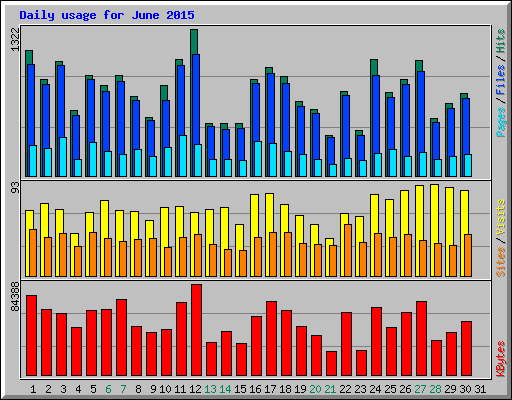 Daily usage for June 2015
1322
Pages/Files/Hits
93
Sites/Visits
84388
KBytes
1 2 3 4 5 6 7 8 9 10 11 12 13 14 15 16 17 18 19 20 21 22 23 24 25 26 27 28 29 30 31